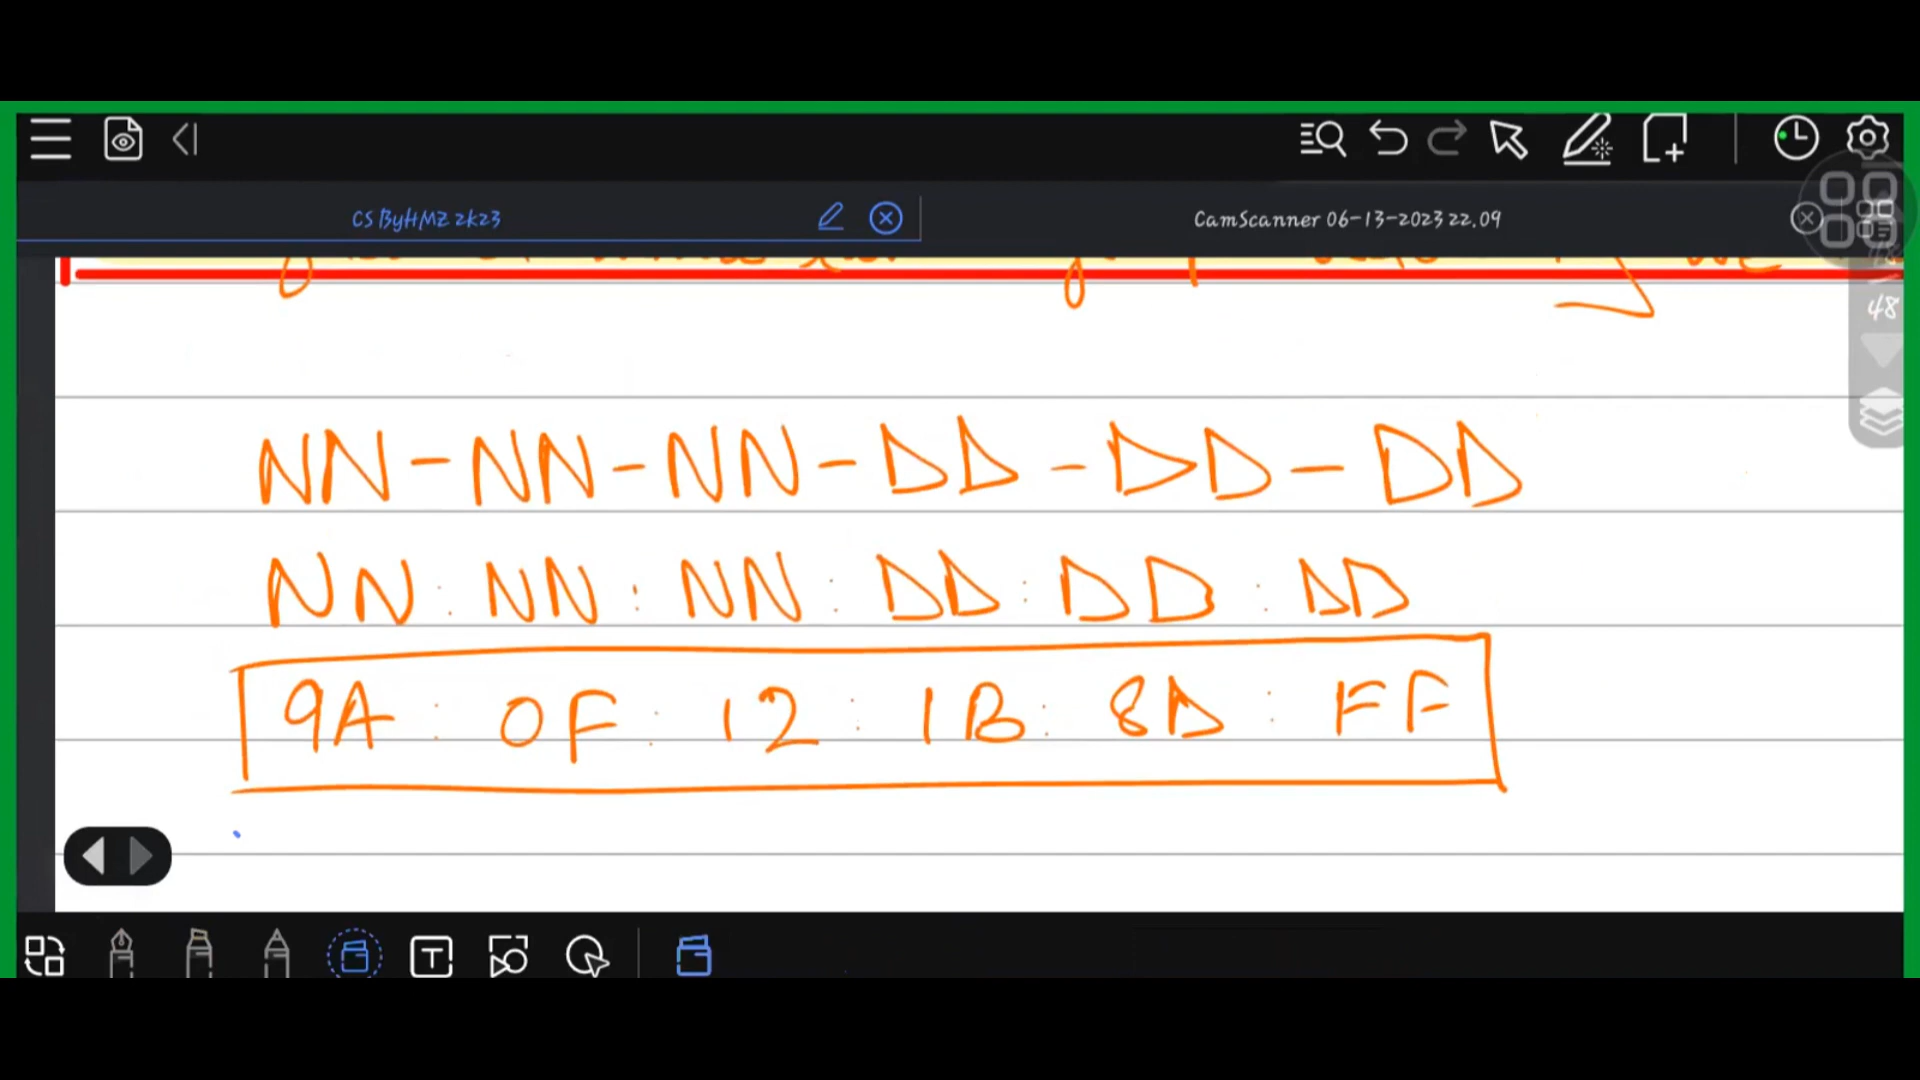 CS ByHMZ 2k23
CamScanner 06-13-2023 22.09
48
NN-NN-NN-DD-DD-DD
NN:NN:NN:DD:DD:DD
9A:0F:12:1B:8D:FF
T